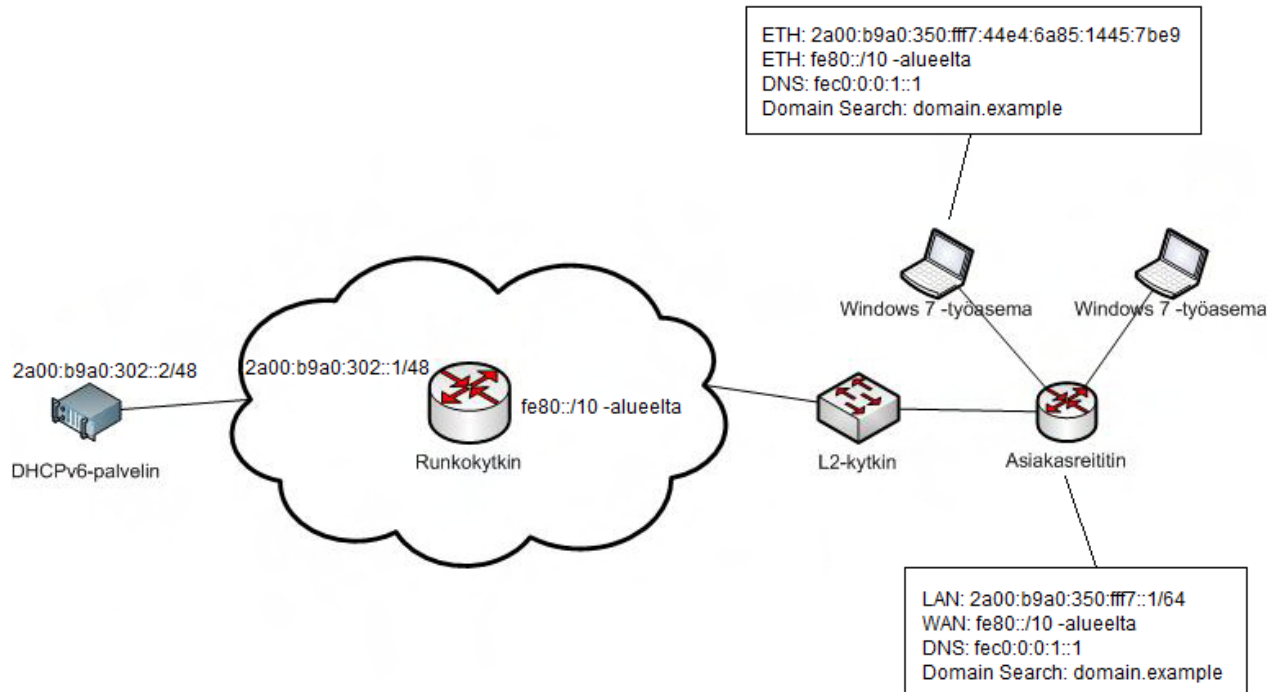 ETH: 2a00:b9a0:350:fff7:44e4:6a85:1445:7be9
ETH: fe80::/10 -alueelta
DNS: fec0:0:0:1::1
Domain Search: domain.example
Windows 7 -työasema
Windows 7 -työasema
2a00:b9a0:302::2/48
2a00:b9a0:302::1/48
fe80::/10 -alueelta
DHCPv6-palvelin
Runkokytkin
L2-kytkin
Asiakasreititin
LAN: 2a00:b9a0:350:fff7::1/64
WAN: fe80::/10 -alueelta
DNS: fec0:0:0:1::1
Domain Search: domain.example